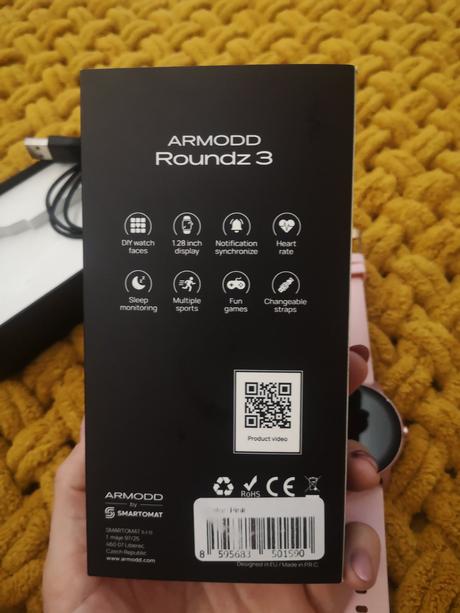 ARMODD
Roundz 3
DIY watch faces
1.28 inch display
Notification synchronize
Heart rate
Sleep monitoring
Multiple sports
Fun games
Changeable straps
Product video
RoHS
CE
ARMODD
by
SMARTOMAT
SMARTOMAT s.r.o
1. máje 97/25
460 07 Liberec
Czech Republic
www.armodd.com
Pink
8 595683 501590
Designed in EU / Made in P.R.C